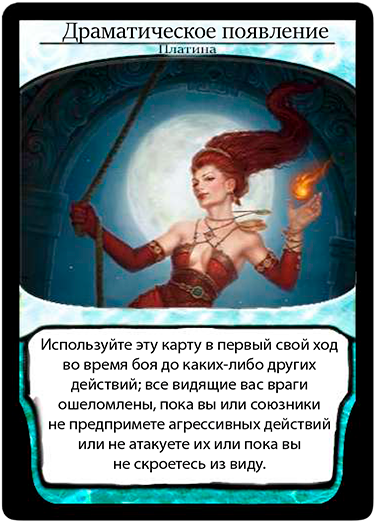 Драматическое появление
Платина
Используйте эту карту в первый свой ход
во время боя до каких-либо других
действий; все видящие вас враги
ошеломлены, пока вы или союзники
не предпримете агрессивных действий
или не атакуете их или пока вы
не скроетесь из виду.